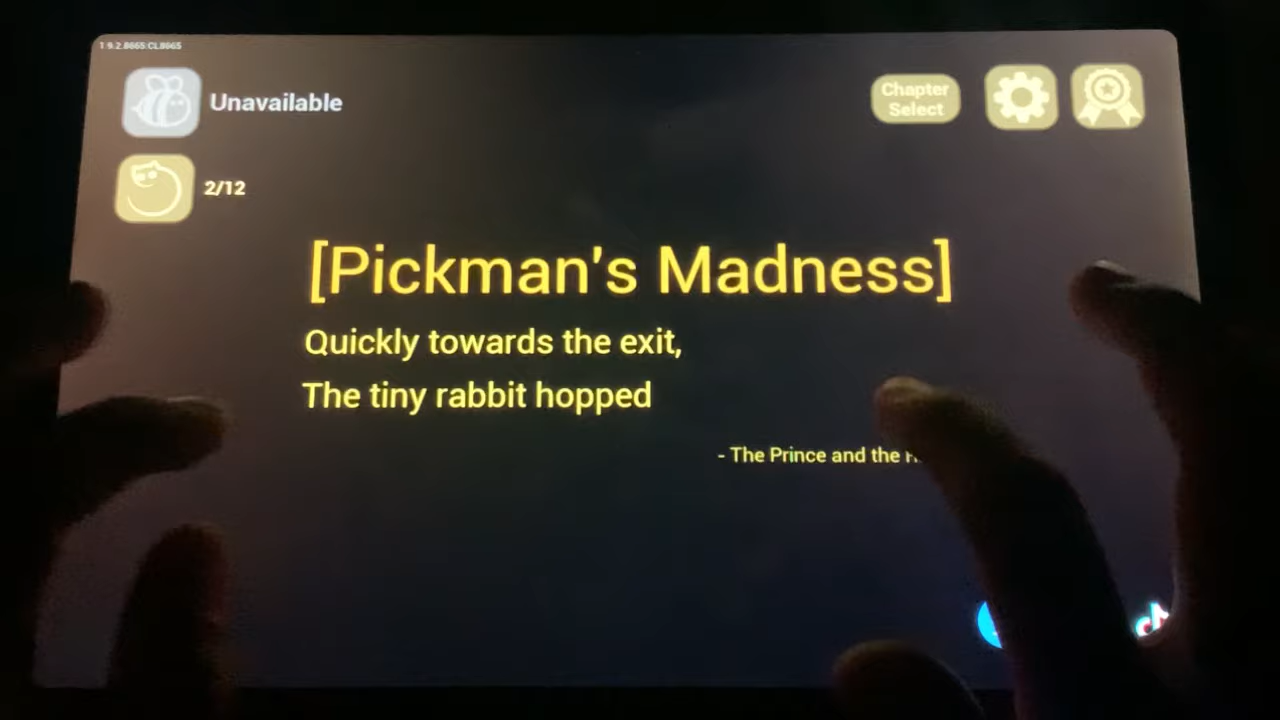 Unavailable
Chapter
Select
2/12
[Pickman's Madness]
Quickly towards the exit,
The tiny rabbit hopped
- The Prince and the